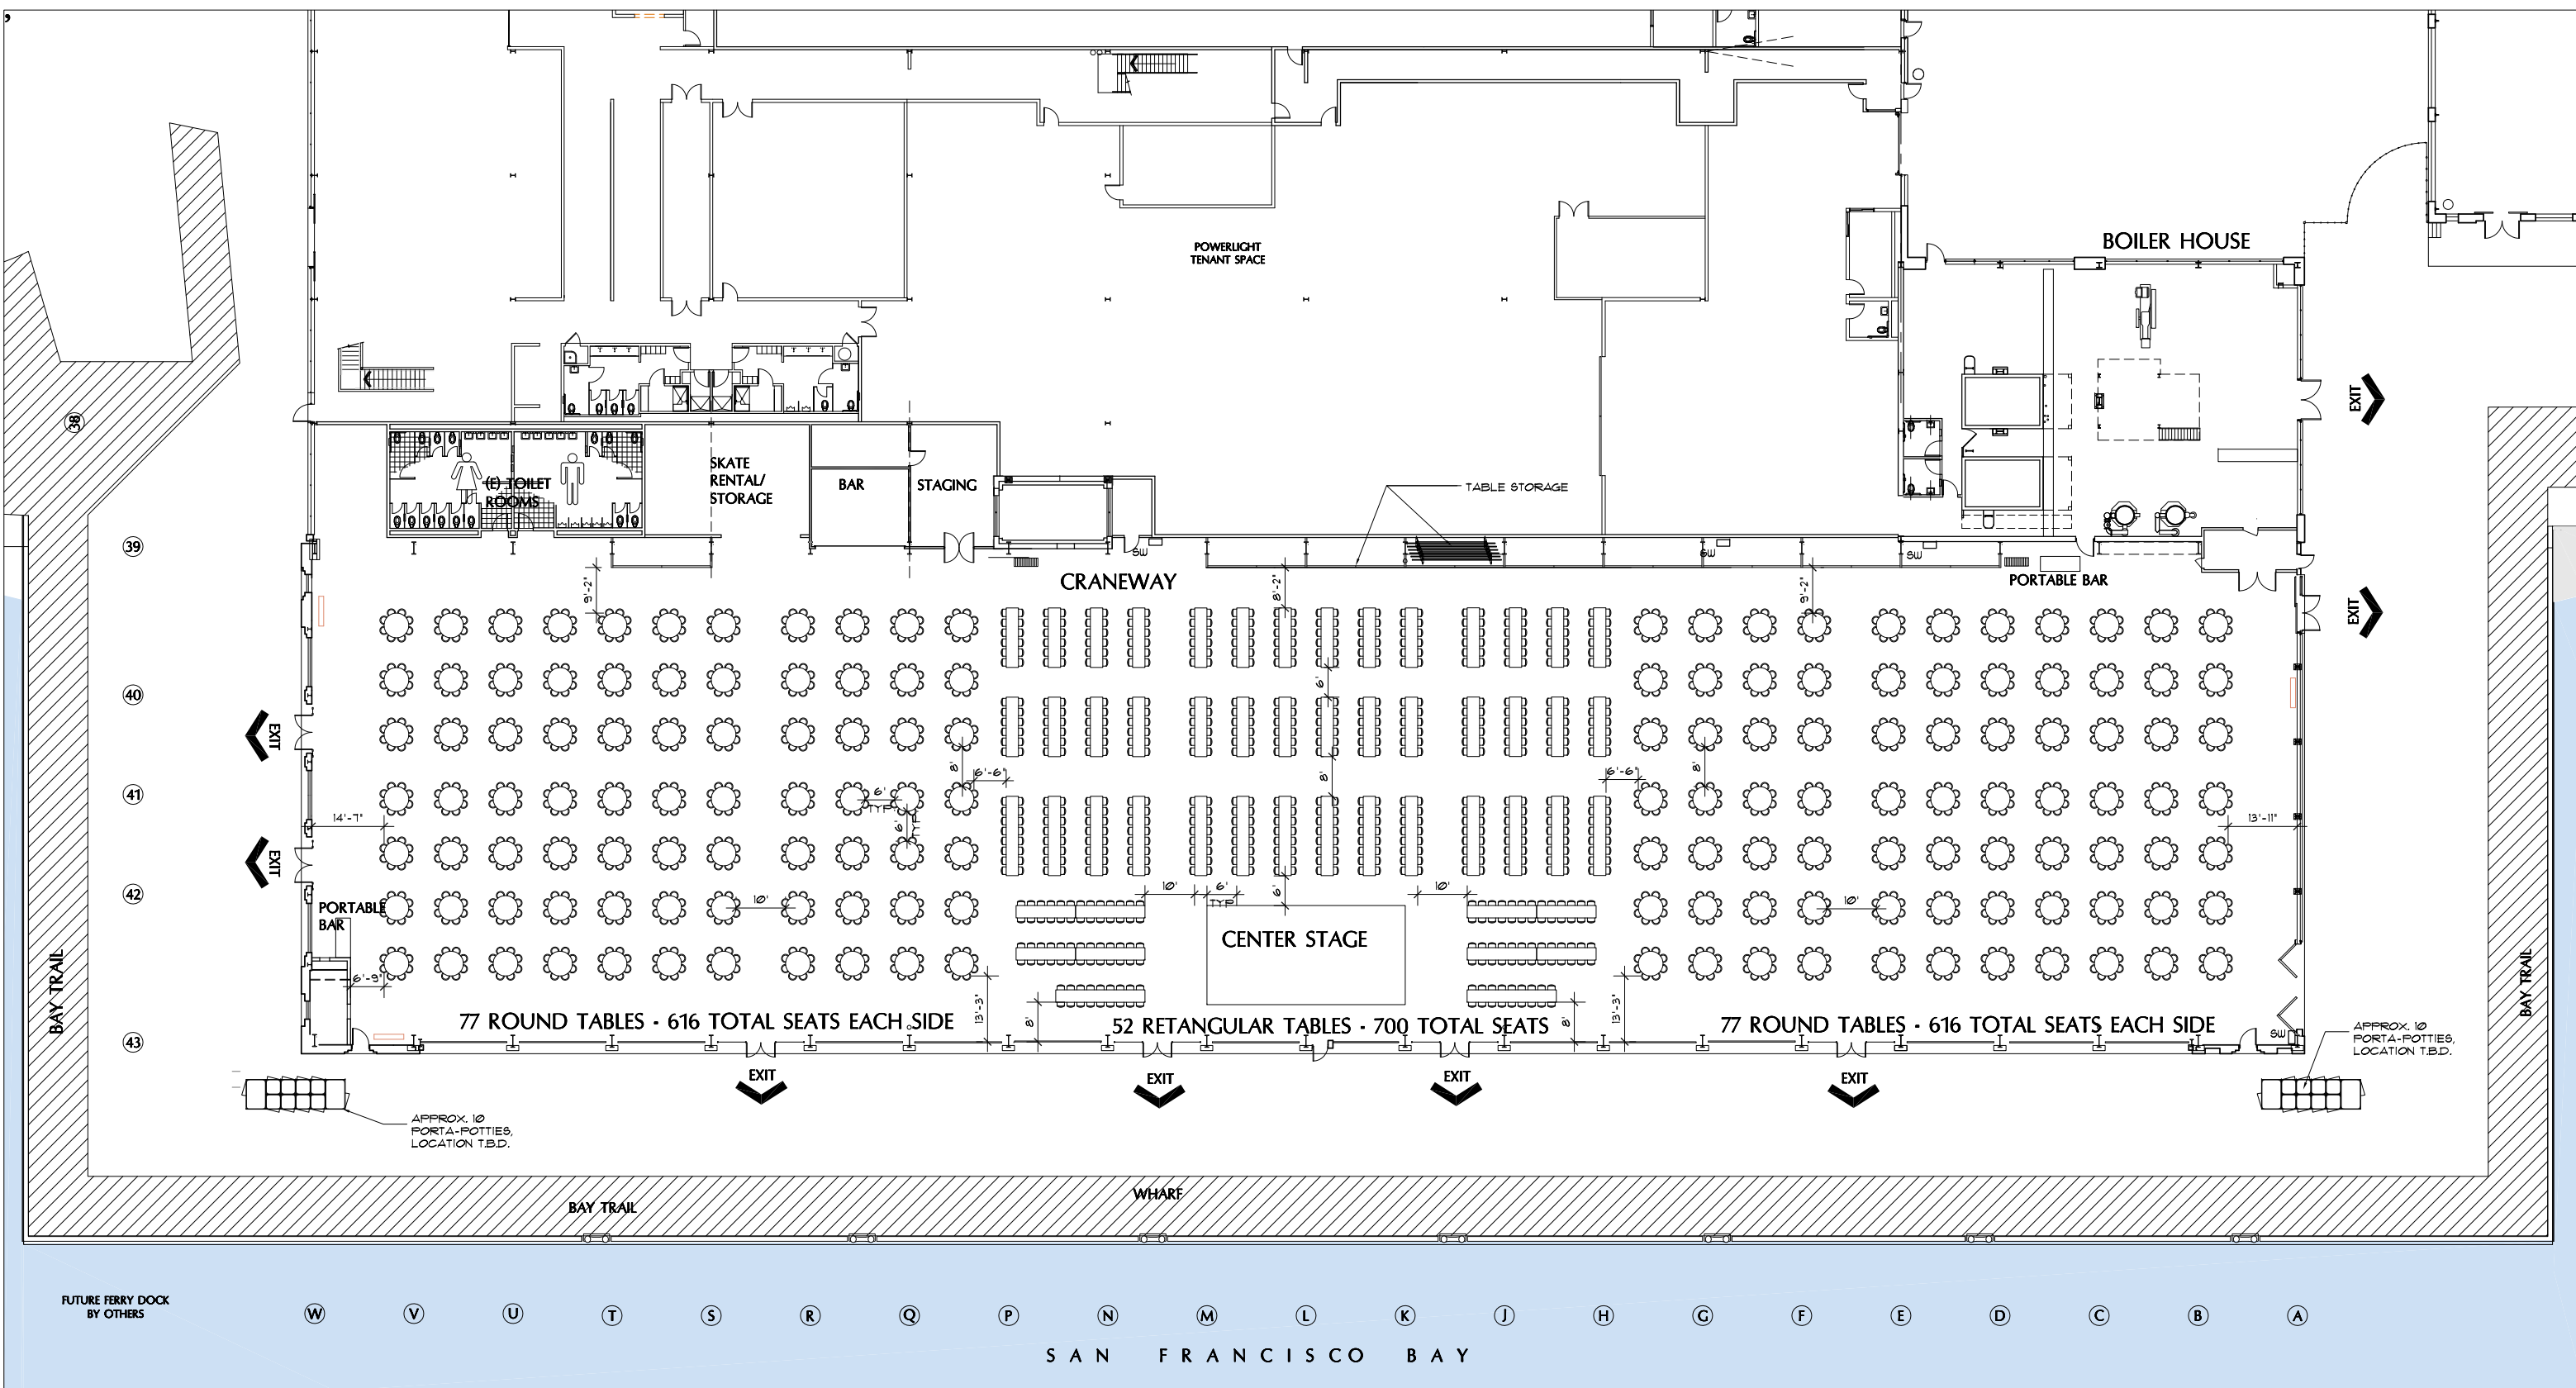 POWERLIGHT
TENANT SPACE
BOILER HOUSE
EXIT
38
(E) TOILET
ROOMS
SKATE
RENTAL/
STORAGE
BAR
STAGING
TABLE STORAGE
39
SW
SW
SW
CRANEWAY
PORTABLE BAR
9'-2"
8'-2"
9'-2"
EXIT
40
6'
EXIT
8'
6'-6"
8'
6'-6"
8'
41
6'
TYP.
6'
TYP.
14'-7"
13'-11"
EXIT
42
10'
6'
TYP.
6'
10'
PORTABLE
BAR
10'
10'
CENTER STAGE
BAY TRAIL
BAY TRAIL
6'-9"
13'-3"
8'
8'
13'-3"
77 ROUND TABLES - 616 TOTAL SEATS EACH SIDE
52 RETANGULAR TABLES - 700 TOTAL SEATS
77 ROUND TABLES - 616 TOTAL SEATS EACH SIDE
43
SW
APPROX. 10
PORTA-POTTIES,
LOCATION T.B.D.
EXIT
EXIT
EXIT
EXIT
APPROX. 10
PORTA-POTTIES,
LOCATION T.B.D.
WHARF
BAY TRAIL
FUTURE FERRY DOCK
BY OTHERS
W V U T S R Q P N M L K J H G F E D C B A
SAN FRANCISCO BAY